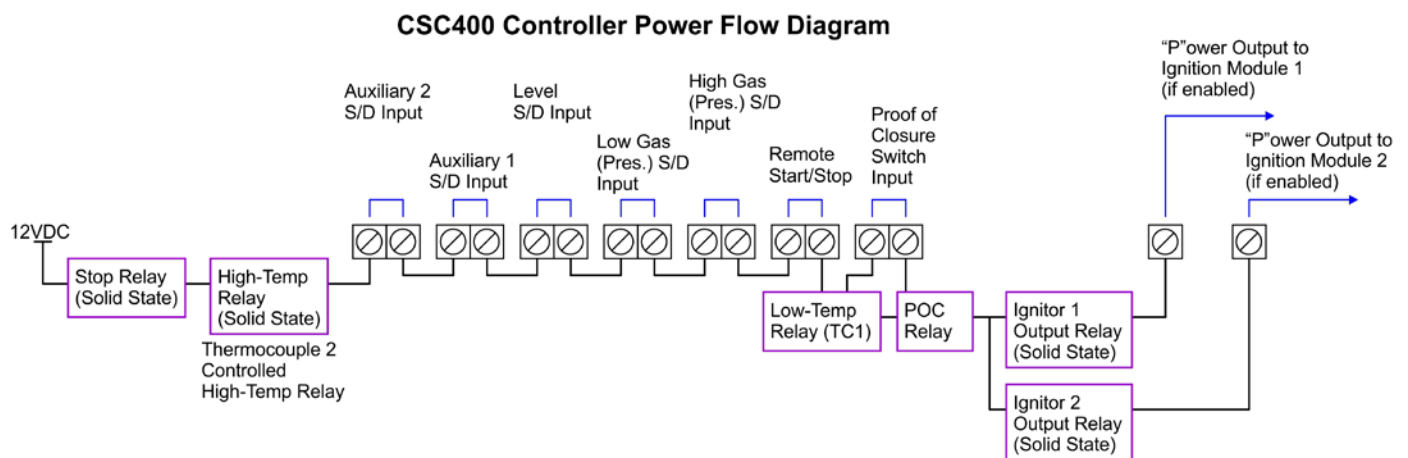 CSC400 Controller Power Flow Diagram
"P"ower Output to
Ignition Module 1
(if enabled)
"P"ower Output to
Ignition Module 2
(if enabled)
Auxiliary 2
S/D Input
Auxiliary 1
S/D Input
Level
S/D Input
Low Gas
(Pres.) S/D
Input
High Gas
(Pres.) S/D
Input
Remote
Start/Stop
Proof of
Closure
Switch
Input
12VDC
Stop Relay
(Solid State)
High-Temp
Relay
(Solid State)
Thermocouple 2
Controlled
High-Temp Relay
Low-Temp
Relay (TC1)
POC
Relay
Ignitor 1
Output Relay
(Solid State)
Ignitor 2
Output Relay
(Solid State)